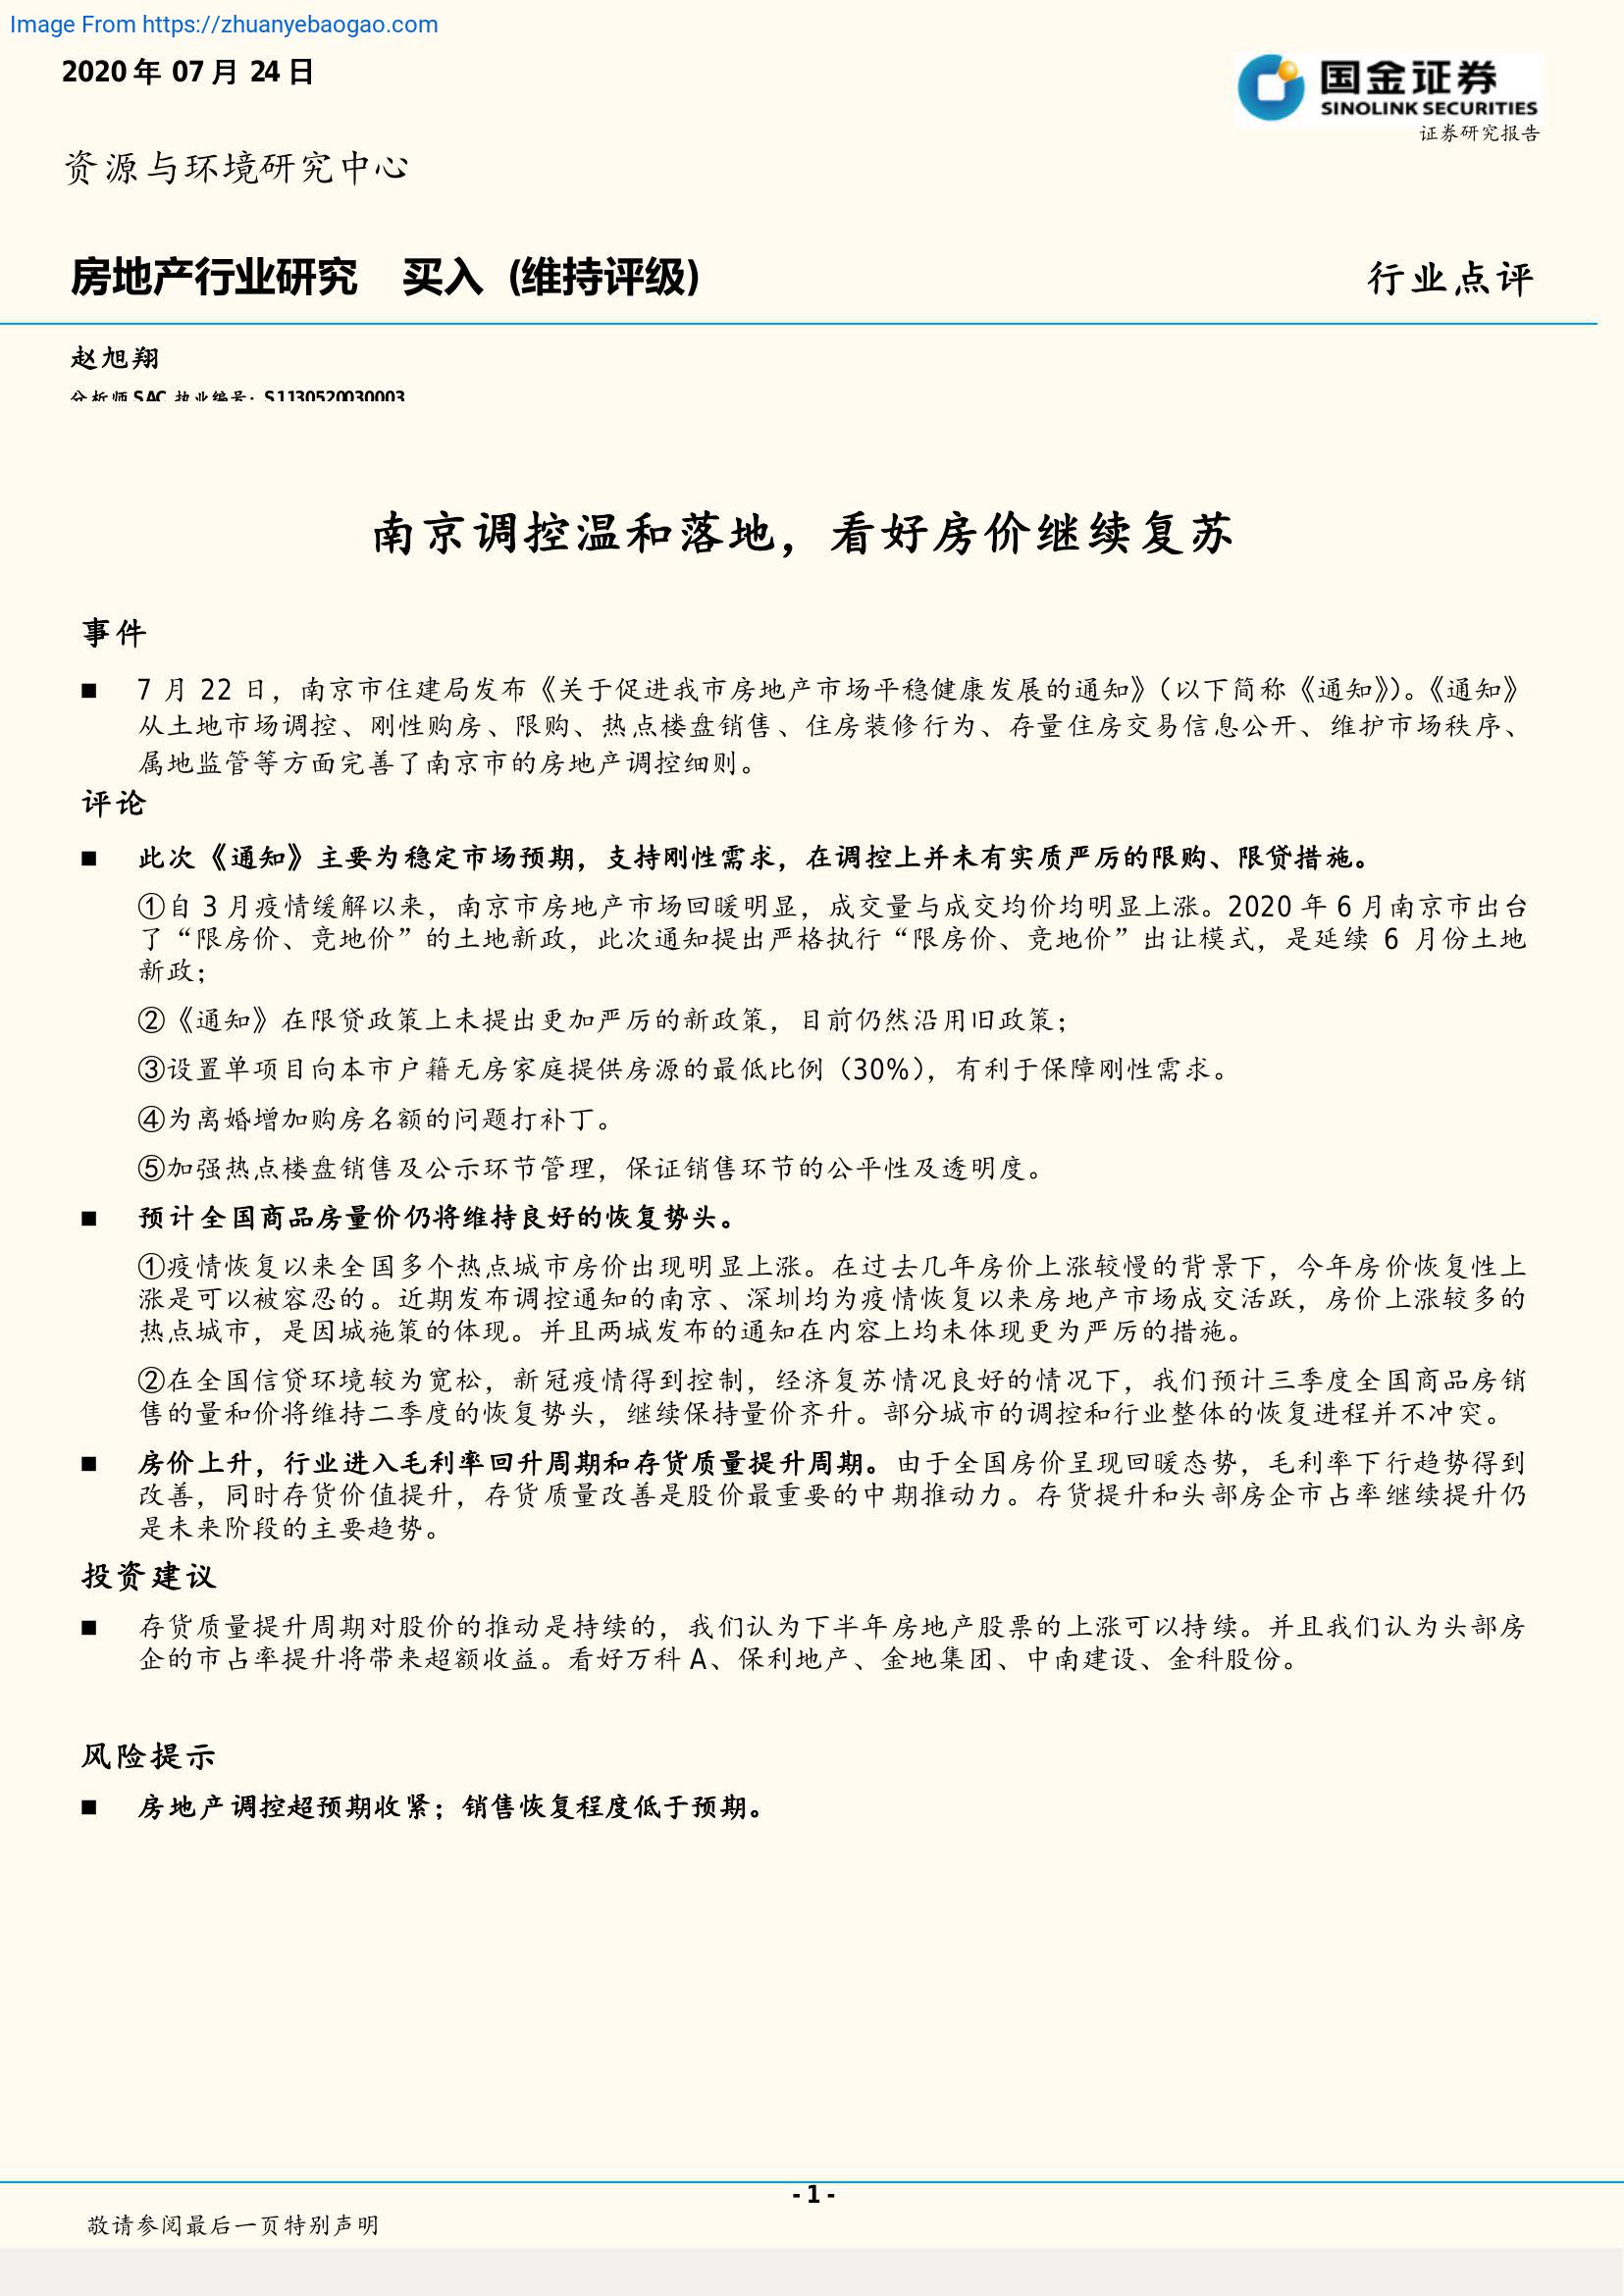 Image From https://zhuanyebaogao.com
2020 年 07 月 24 日
国金证券
SINOLINK SECURITIES
证券研究报告
资源与环境研究中心
房地产行业研究 买入 (维持评级)
行业点评
赵旭翔
分析师 SAC 执业编号：S1130520030003
南京调控温和落地，看好房价继续复苏
事件
■ 7 月 22 日，南京市住建局发布《关于促进我市房地产市场平稳健康发展的通知》（以下简称《通知》）。《通知》
从土地市场调控、刚性购房、限购、热点楼盘销售、住房装修行为、存量住房交易信息公开、维护市场秩序、
属地监管等方面完善了南京市的房地产调控细则。
评论
■ 此次《通知》主要为稳定市场预期，支持刚性需求，在调控上并未有实质严厉的限购、限贷措施。
①自 3 月疫情缓解以来，南京市房地产市场回暖明显，成交量与成交均价均明显上涨。2020 年 6 月南京市出台
了“限房价、竞地价”的土地新政，此次通知提出严格执行“限房价、竞地价”出让模式，是延续 6 月份土地
新政；
②《通知》在限贷政策上未提出更加严厉的新政策，目前仍然沿用旧政策；
③设置单项目向本市户籍无房家庭提供房源的最低比例（30%），有利于保障刚性需求。
④为离婚增加购房名额的问题打补丁。
⑤加强热点楼盘销售及公示环节管理，保证销售环节的公平性及透明度。
■ 预计全国商品房量价仍将维持良好的恢复势头。
①疫情恢复以来全国多个热点城市房价出现明显上涨。在过去几年房价上涨较慢的背景下，今年房价恢复性上
涨是可以被容忍的。近期发布调控通知的南京、深圳均为疫情恢复以来房地产市场成交活跃，房价上涨较多的
热点城市，是因城施策的体现。并且两城发布的通知在内容上均未体现更为严厉的措施。
②在全国信贷环境较为宽松，新冠疫情得到控制，经济复苏情况良好的情况下，我们预计三季度全国商品房销
售的量和价将维持二季度的恢复势头，继续保持量价齐升。部分城市的调控和行业整体的恢复进程并不冲突。
■ 房价上升，行业进入毛利率回升周期和存货质量提升周期。由于全国房价呈现回暖态势，毛利率下行趋势得到
改善，同时存货价值提升，存货质量改善是股价最重要的中期推动力。存货提升和头部房企市占率继续提升仍
是未来阶段的主要趋势。
投资建议
■ 存货质量提升周期对股价的推动是持续的，我们认为下半年房地产股票的上涨可以持续。并且我们认为头部房
企的市占率提升将带来超额收益。看好万科 A、保利地产、金地集团、中南建设、金科股份。
风险提示
■ 房地产调控超预期收紧；销售恢复程度低于预期。
- 1 -
敬请参阅最后一页特别声明